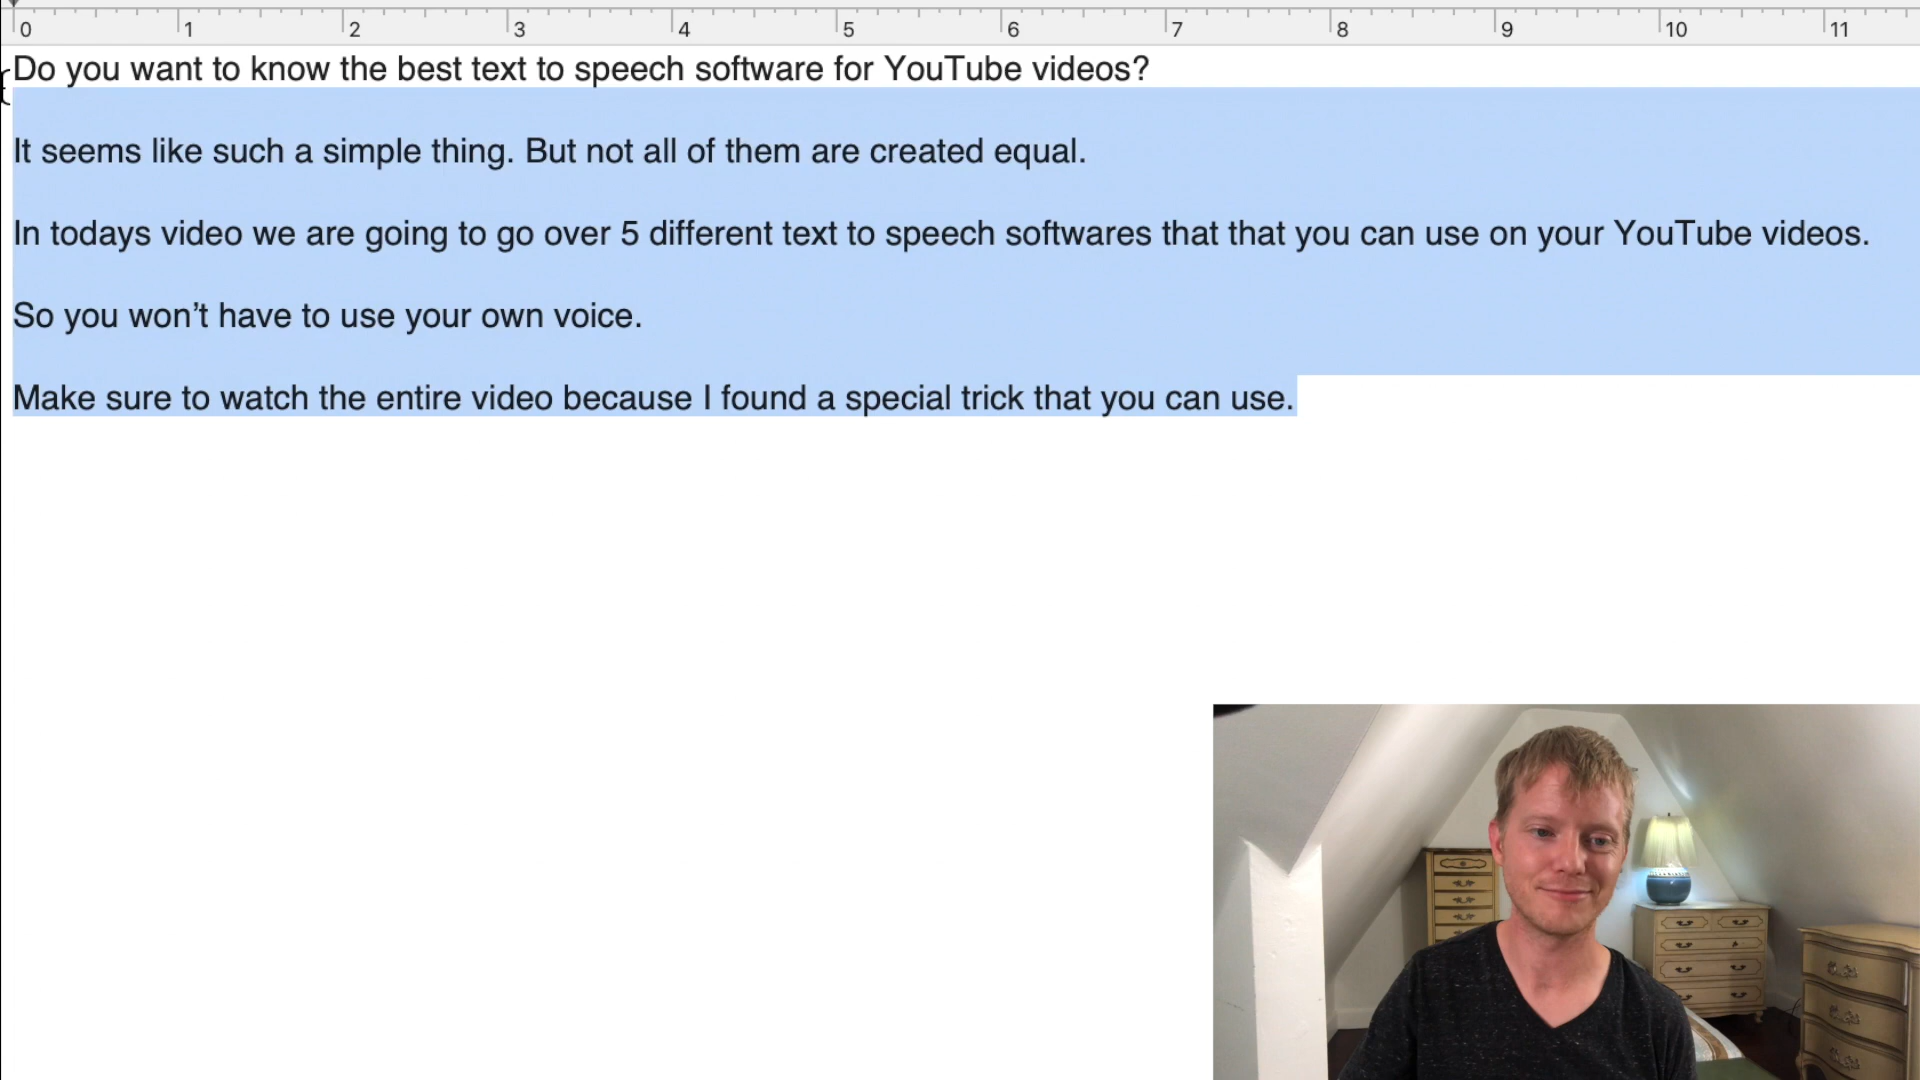 0 1 2 3 4 5 6 7 8 9 10 11
Do you want to know the best text to speech software for YouTube videos?
It seems like such a simple thing. But not all of them are created equal.
In todays video we are going to go over 5 different text to speech softwares that that you can use on your YouTube videos.
So you won’t have to use your own voice.
Make sure to watch the entire video because I found a special trick that you can use.